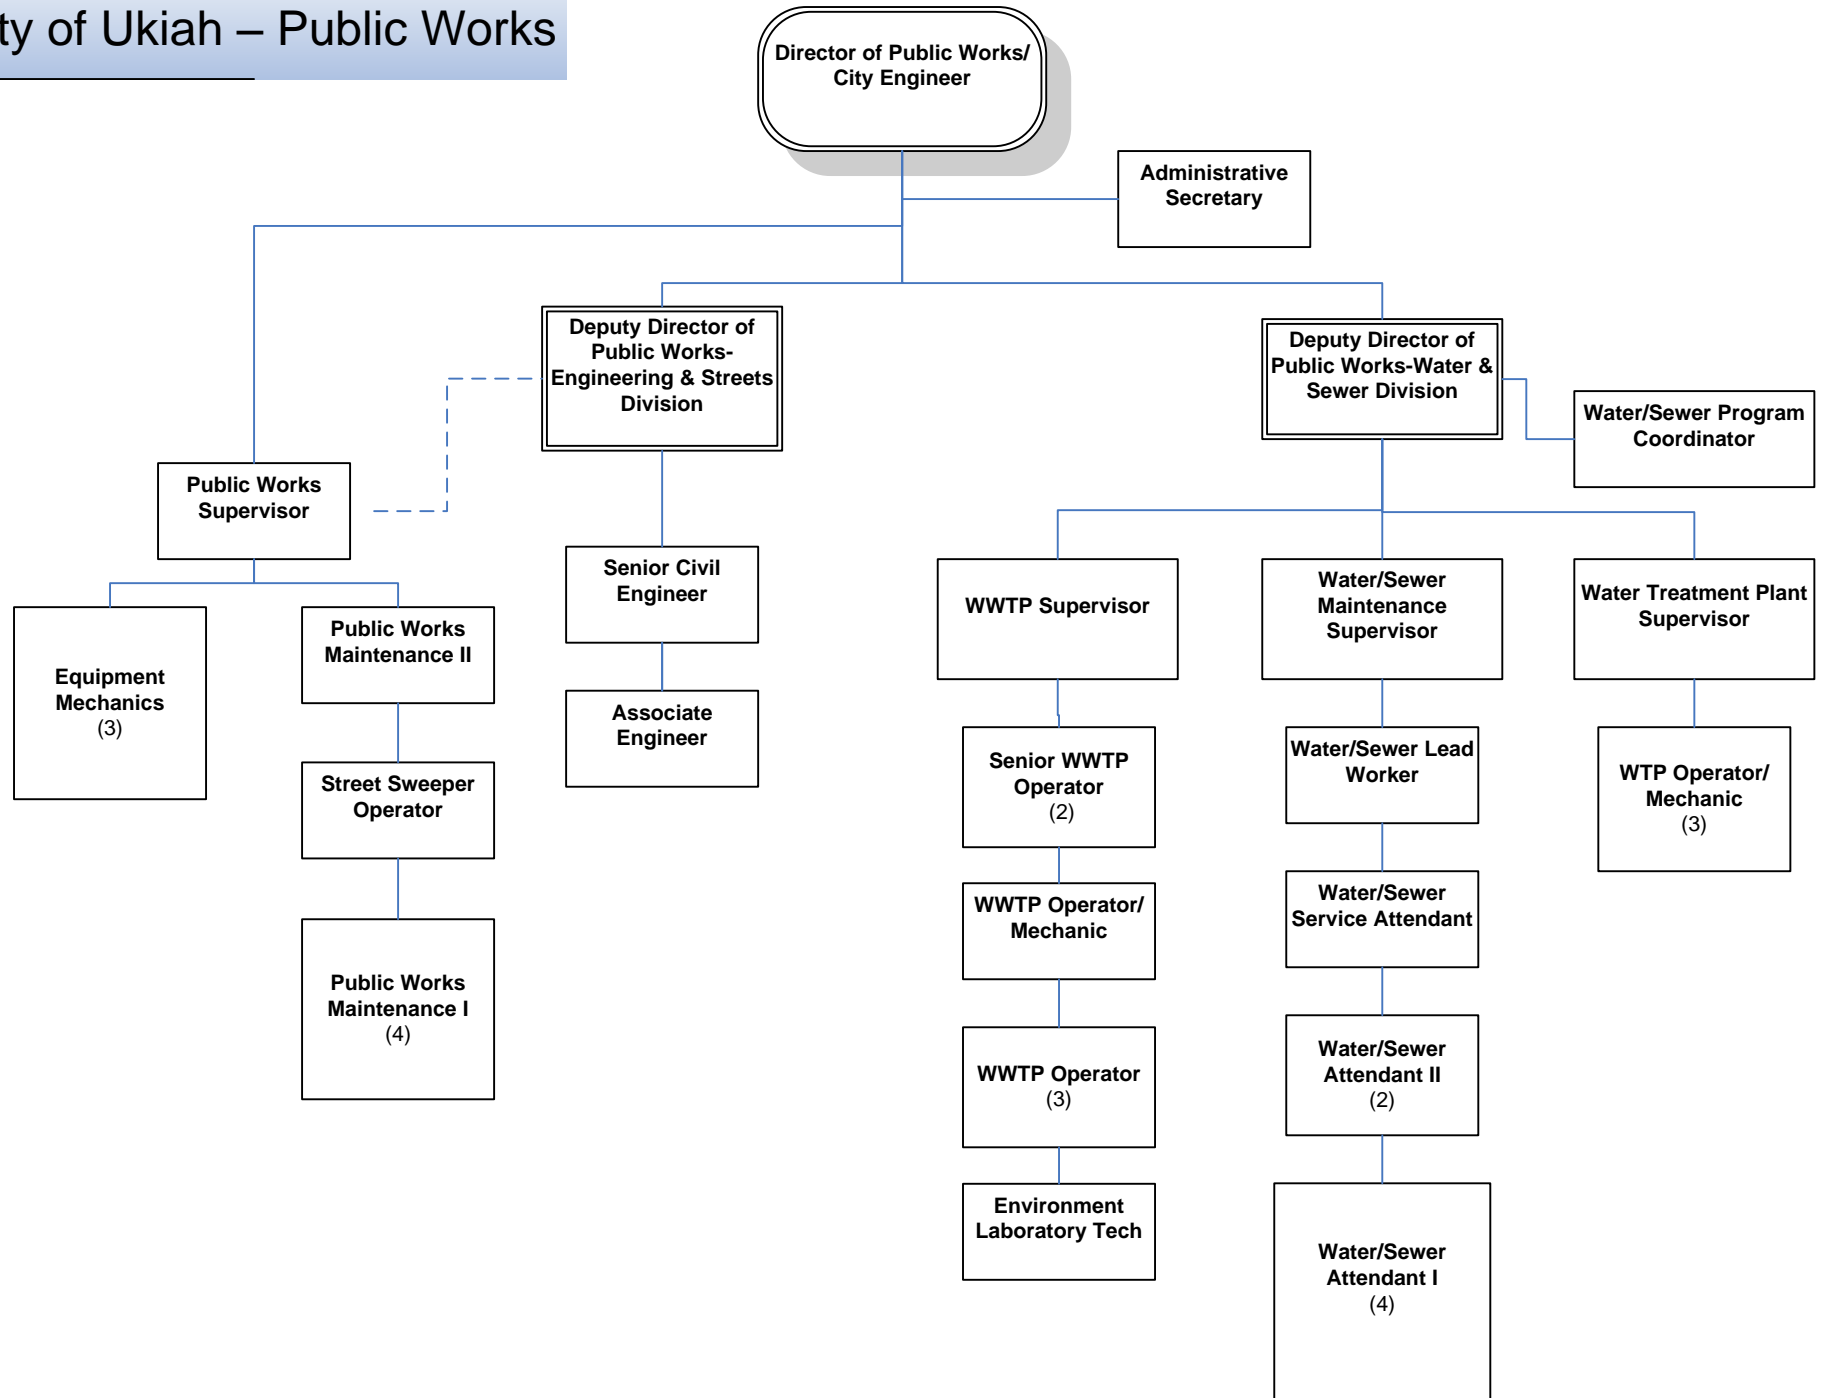 ty of Ukiah – Public Works
Director of Public Works/
City Engineer
Administrative
Secretary
Deputy Director of
Public Works-
Engineering & Streets
Division
Deputy Director of
Public Works-Water &
Sewer Division
Water/Sewer Program
Coordinator
Public Works
Supervisor
Senior Civil
Engineer
WWTP Supervisor
Water/Sewer
Maintenance
Supervisor
Water Treatment Plant
Supervisor
Equipment
Mechanics
(3)
Public Works
Maintenance II
Associate
Engineer
Senior WWTP
Operator
(2)
Water/Sewer Lead
Worker
WTP Operator/
Mechanic
(3)
Street Sweeper
Operator
WWTP Operator/
Mechanic
Water/Sewer
Service Attendant
Public Works
Maintenance I
(4)
WWTP Operator
(3)
Water/Sewer
Attendant II
(2)
Environment
Laboratory Tech
Water/Sewer
Attendant I
(4)